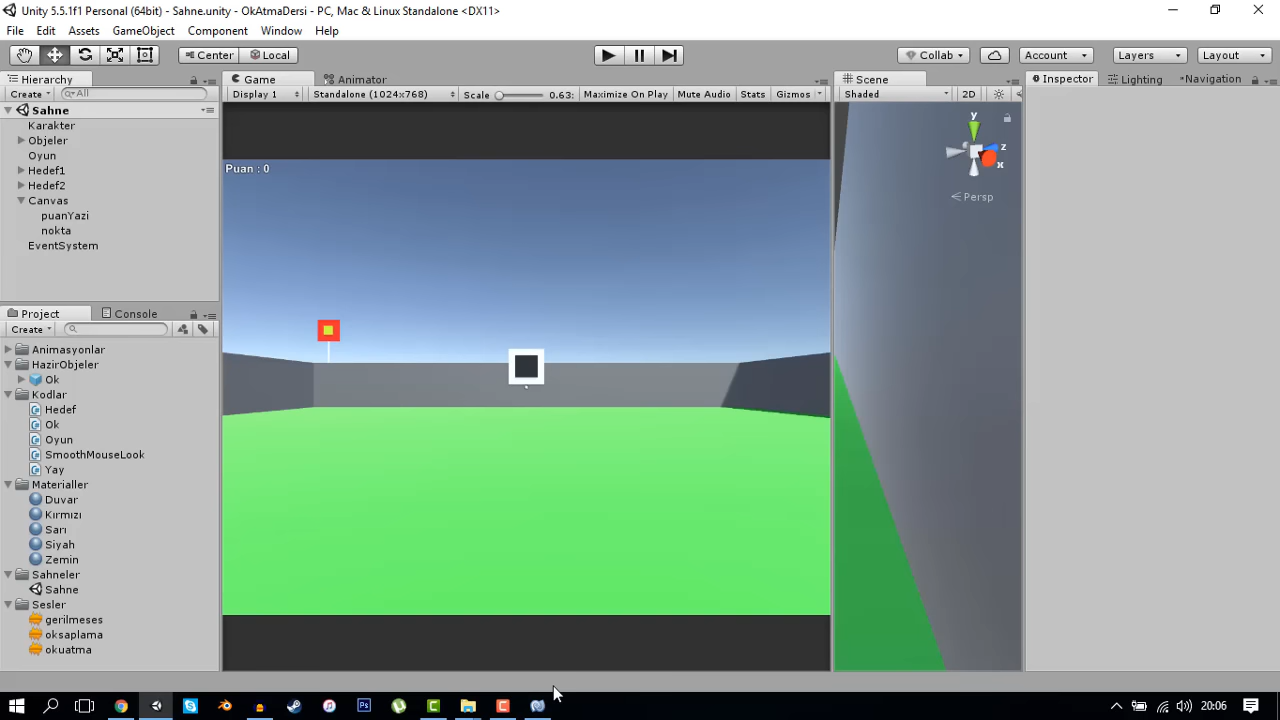 Unity 5.5.1f1 Personal (64bit) - Sahne.unity - OkAtmaDersi - PC, Mac & Linux Standalone <DX11>
File Edit Assets GameObject Component Window Help
Center Local Collab Account Layers Layout
Hierarchy
Create All
Sahne
Karakter
Objeler
Oyun
Hedef1
Hedef2
Canvas
puanYazi
nokta
EventSystem
Project Console
Create
Animasyonlar
HazirObjeler
Ok
Kodlar
Hedef
Ok
Oyun
SmoothMouseLook
Yay
Materialler
Duvar
Kırmızı
Sarı
Siyah
Zemin
Sahneler
Sahne
Sesler
gerilmeses
oksaplama
okuatma
Game Animator
Display 1 Standalone (1024x768) Scale 0.63: Maximize On Play Mute Audio Stats Gizmos
Puan : 0
Scene
Shaded 2D
y
z
x
Persp
Inspector Lighting Navigation
20:06